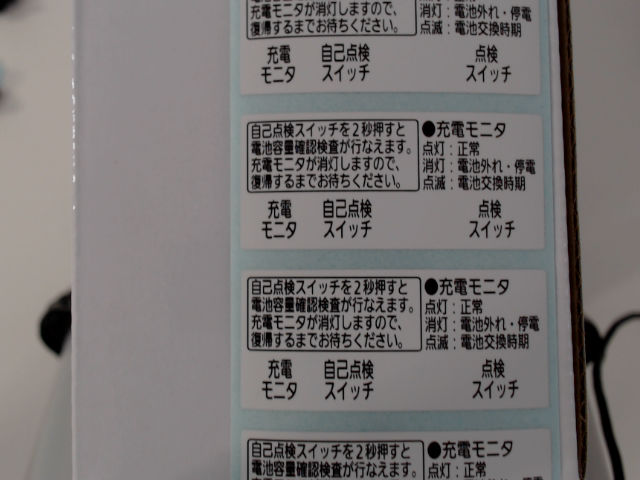 充電モニタが消灯しますので、
復帰するまでお待ちください。
消灯：電池外れ・停電
点滅：電池交換時期
充電
モニタ
自己点検
スイッチ
点検
スイッチ
自己点検スイッチを2秒押すと
電池容量確認検査が行なえます。
充電モニタが消灯しますので、
復帰するまでお待ちください。
●充電モニタ
点灯：正常
消灯：電池外れ・停電
点滅：電池交換時期
充電
モニタ
自己点検
スイッチ
点検
スイッチ
自己点検スイッチを2秒押すと
電池容量確認検査が行なえます。
充電モニタが消灯しますので、
復帰するまでお待ちください。
●充電モニタ
点灯：正常
消灯：電池外れ・停電
点滅：電池交換時期
充電
モニタ
自己点検
スイッチ
点検
スイッチ
自己点検スイッチを2秒押すと
電池容量確認検査が行なえます。
●充電モニタ
点灯：正常